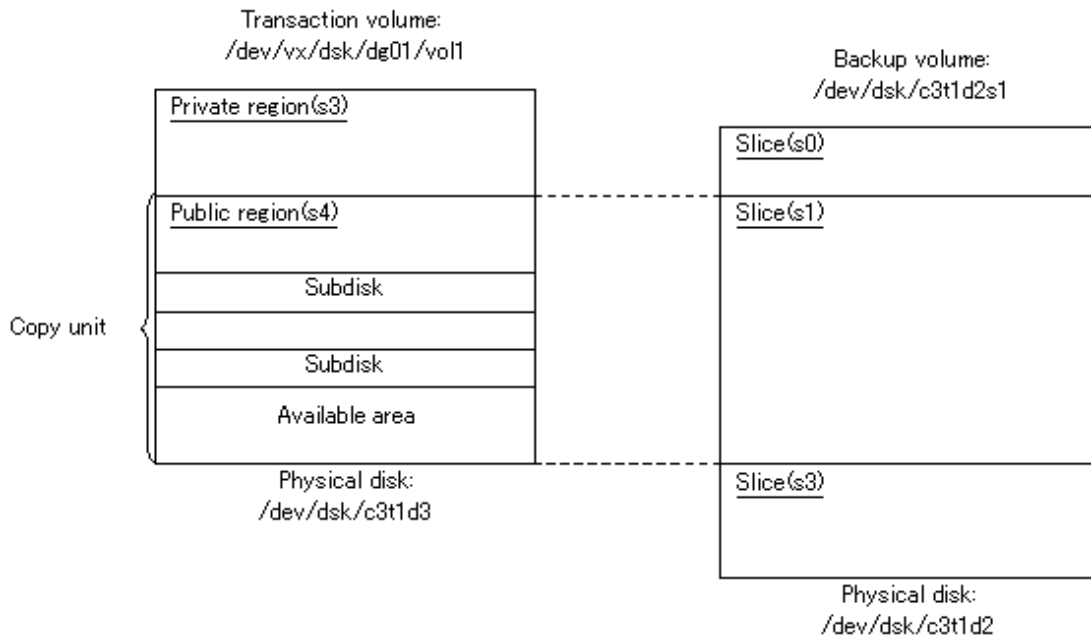 Transaction volume:
/dev/vx/dsk/dg01/vol1
Private region(s3)
Public region(s4)
Subdisk
Subdisk
Available area
Copy unit
Physical disk:
/dev/dsk/c3t1d3
Backup volume:
/dev/dsk/c3t1d2s1
Slice(s0)
Slice(s1)
Slice(s3)
Physical disk:
/dev/dsk/c3t1d2